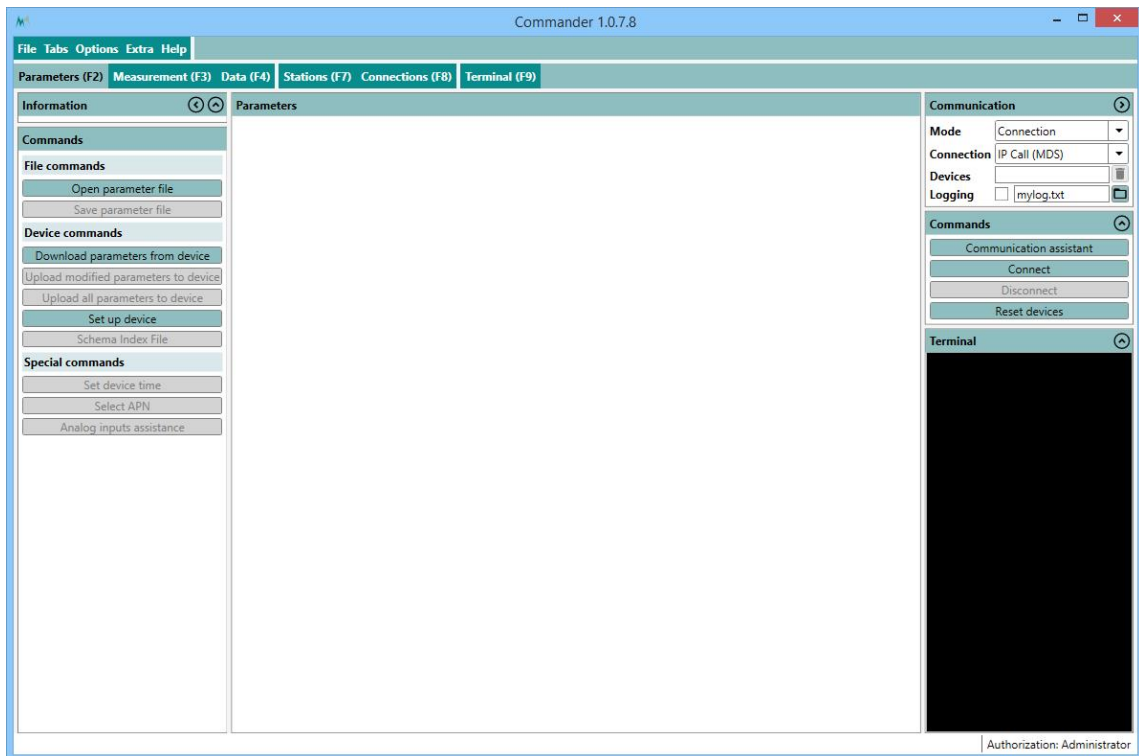 Commander 1.0.7.8
File Tabs Options Extra Help
Parameters (F2) Measurement (F3) Data (F4) Stations (F7) Connections (F8) Terminal (F9)
Information
Commands
File commands
Open parameter file
Save parameter file
Device commands
Download parameters from device
Upload modified parameters to device
Upload all parameters to device
Set up device
Schema Index File
Special commands
Set device time
Select APN
Analog inputs assistance
Parameters
Communication
Mode Connection
Connection IP Call (MDS)
Devices
Logging mylog.txt
Commands
Communication assistant
Connect
Disconnect
Reset devices
Terminal
Authorization: Administrator